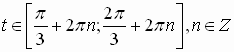 t ∈ [π/3 + 2πn; 2π/3 + 2πn], n ∈ Z